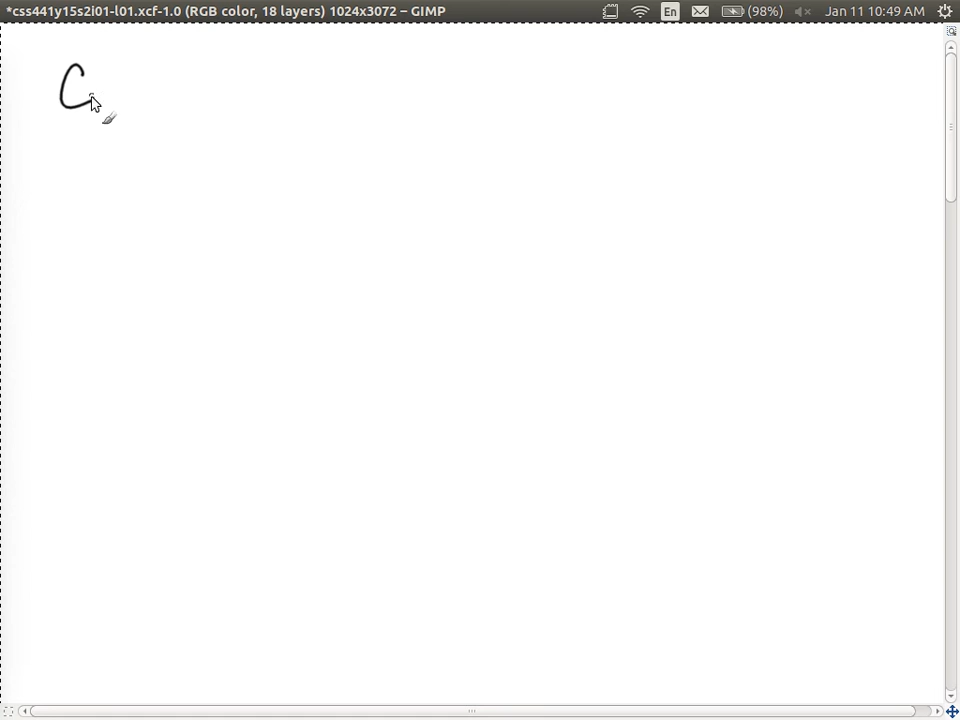 *css441y15s2i01-l01.xcf-1.0 (RGB color, 18 layers) 1024x3072 – GIMP En (98%) Jan 11 10:49 AM
C